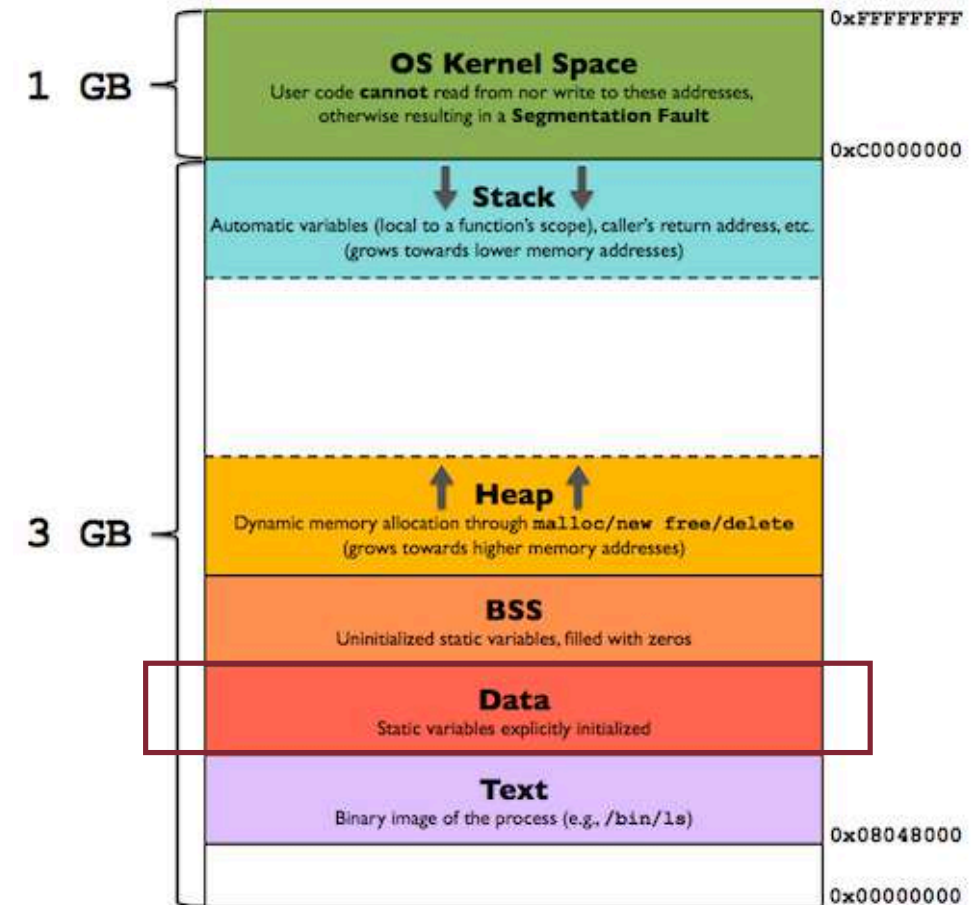 0xFFFFFFFF
1 GB
OS Kernel Space
User code cannot read from nor write to these addresses,
otherwise resulting in a Segmentation Fault
0xC0000000
Stack
Automatic variables (local to a function's scope), caller's return address, etc.
(grows towards lower memory addresses)
3 GB
Heap
Dynamic memory allocation through malloc/new free/delete
(grows towards higher memory addresses)
BSS
Uninitialized static variables, filled with zeros
Data
Static variables explicitly initialized
Text
Binary image of the process (e.g., /bin/ls)
0x08048000
0x00000000